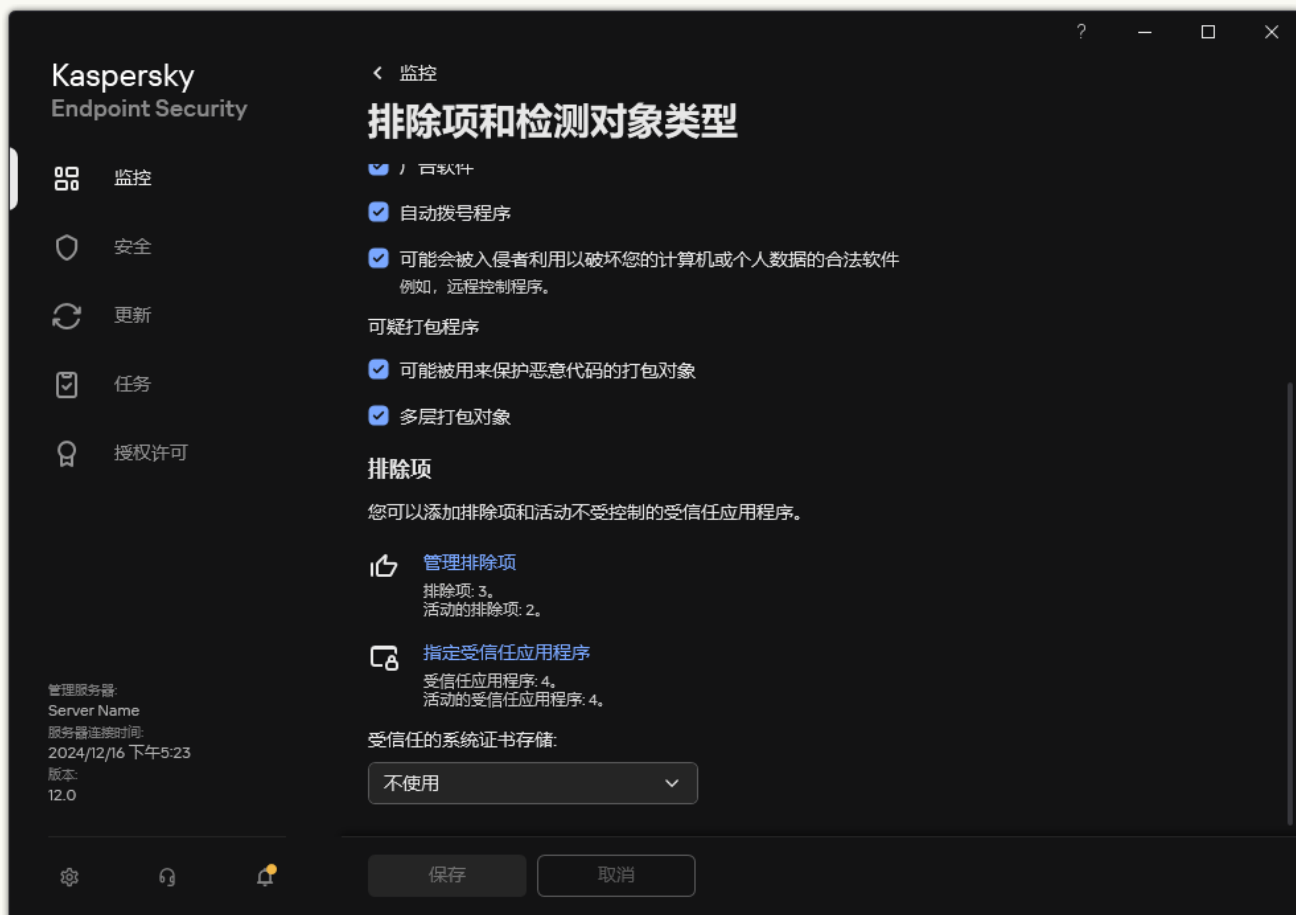 ?
Kaspersky
Endpoint Security
监控
安全
更新
任务
授权许可
管理服务器:
Server Name
服务器连接时间:
2024/12/16 下午5:23
版本:
12.0
监控
排除项和检测对象类型
广告软件
自动拨号程序
可能会被入侵者利用以破坏您的计算机或个人数据的合法软件
例如，远程控制程序。
可疑打包程序
可能被用来保护恶意代码的打包对象
多层打包对象
排除项
您可以添加排除项和活动不受控制的受信任应用程序。
管理排除项
排除项: 3。
活动的排除项: 2。
指定受信任应用程序
受信任应用程序: 4。
活动的受信任应用程序: 4。
受信任的系统证书存储:
不使用
保存
取消